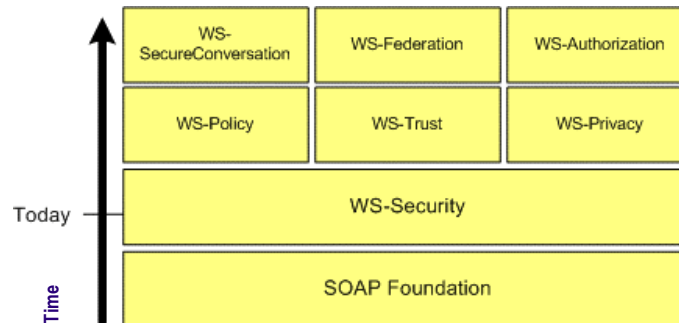 WS-
SecureConversation
WS-Federation
WS-Authorization
WS-Policy
WS-Trust
WS-Privacy
Today
WS-Security
SOAP Foundation
Time